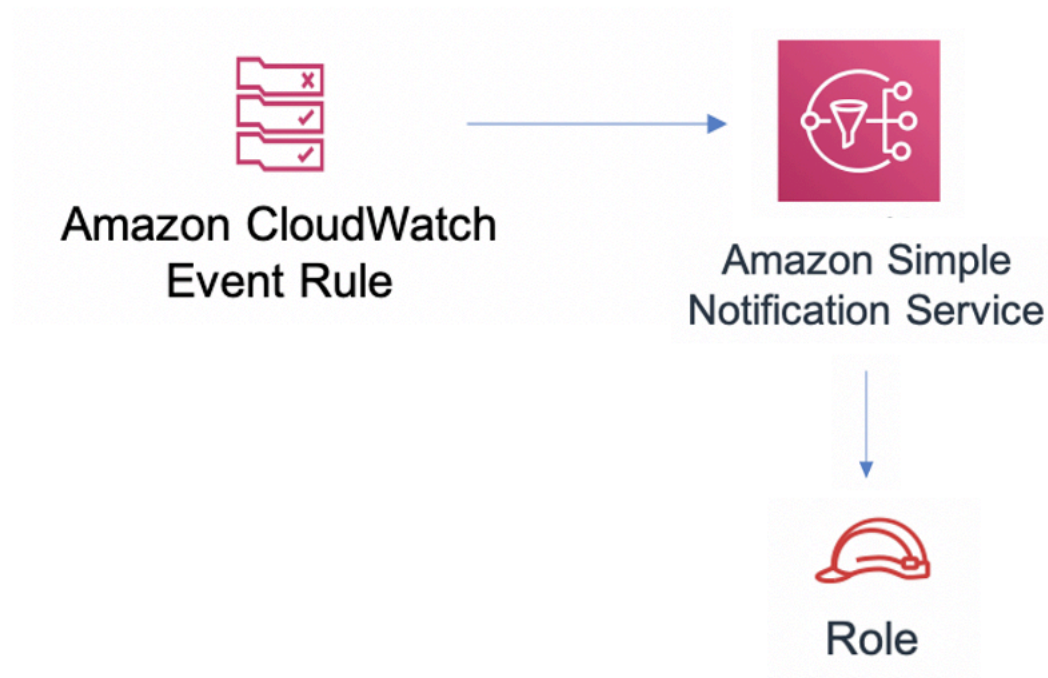 Amazon CloudWatch
Event Rule
Amazon Simple
Notification Service
Role